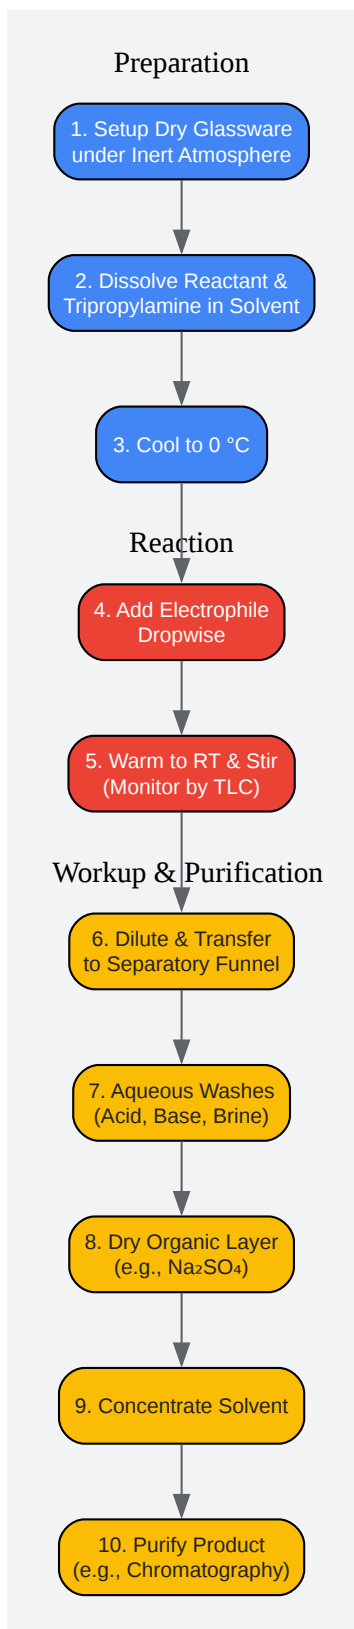 Preparation
1. Setup Dry Glassware
under Inert Atmosphere
2. Dissolve Reactant &
Tripropylamine in Solvent
3. Cool to 0 °C
Reaction
4. Add Electrophile
Dropwise
5. Warm to RT & Stir
(Monitor by TLC)
Workup & Purification
6. Dilute & Transfer
to Separatory Funnel
7. Aqueous Washes
(Acid, Base, Brine)
8. Dry Organic Layer
(e.g., Na₂SO₄)
9. Concentrate Solvent
10. Purify Product
(e.g., Chromatography)